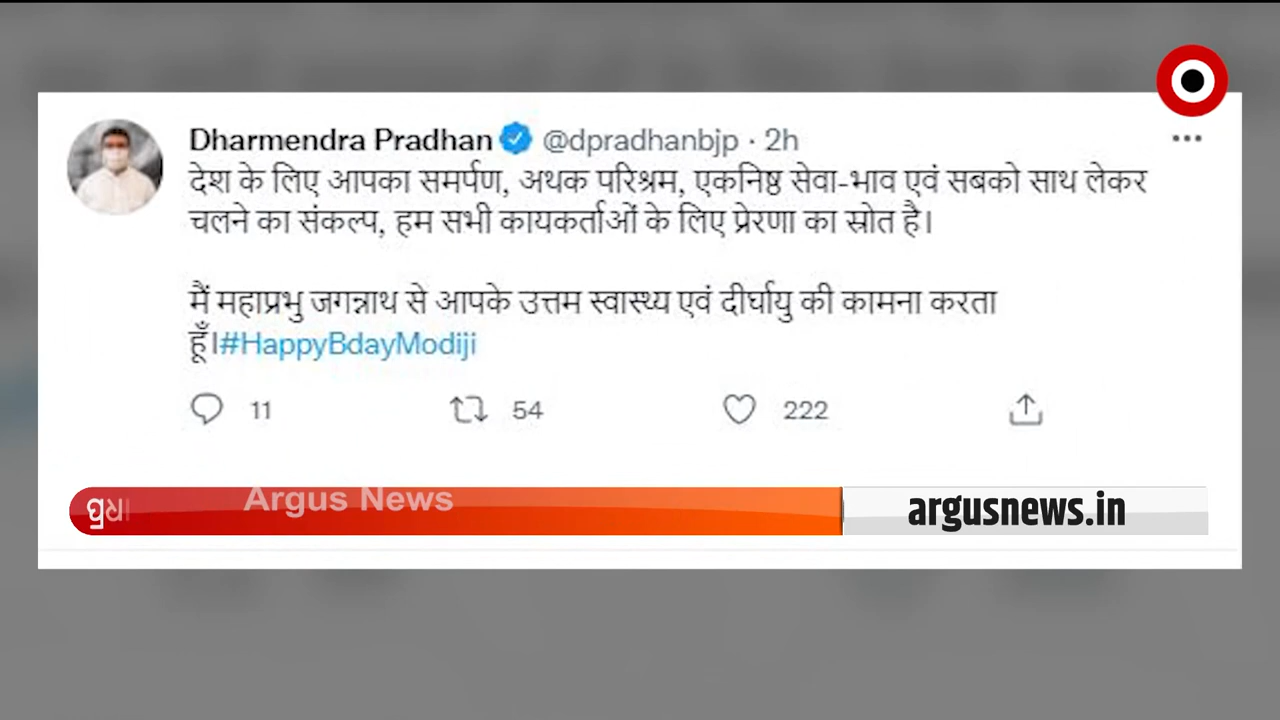 Dharmendra Pradhan @dpradhanbjp · 2h
देश के लिए आपका समर्पण, अथक परिश्रम, एकनिष्ठ सेवा-भाव एवं सबको साथ लेकर
चलने का संकल्प, हम सभी कायकर्ताओं के लिए प्रेरणा का स्रोत है।
मैं महाप्रभु जगन्नाथ से आपके उत्तम स्वास्थ्य एवं दीर्घायु की कामना करता
हूँ।#HappyBdayModiji
11 54 222
Argus News
argusnews.in